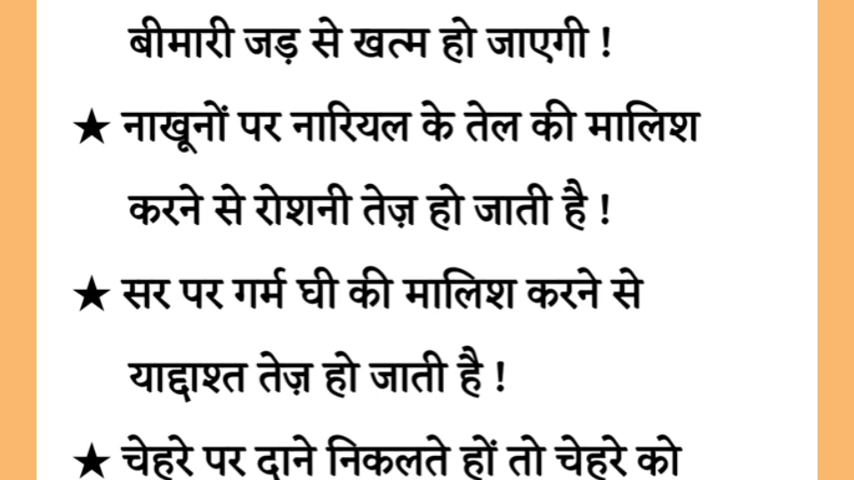 बीमारी जड़ से खत्म हो जाएगी !
★ नाखूनों पर नारियल के तेल की मालिश
करने से रोशनी तेज़ हो जाती है !
★ सर पर गर्म घी की मालिश करने से
याद्दाश्त तेज़ हो जाती है !
★ चेहरे पर दाने निकलते हों तो चेहरे को